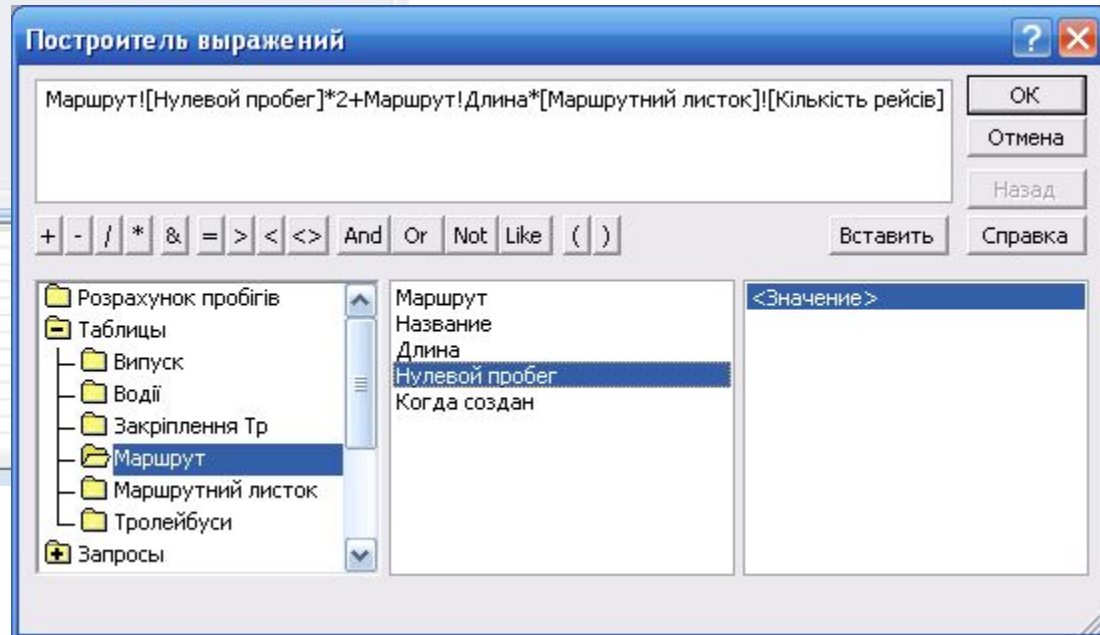 Построитель выражений
Маршрут![Нулевой пробег]*2+Маршрут!Длина*[Маршрутний листок]![Кількість рейсів]
ОК
Отмена
Назад
+ - / * & = > < <> And Or Not Like ( ) Вставить Справка
Розрахунок пробігів
Таблицы
Випуск
Водії
Закріплення Тр
Маршрут
Маршрутний листок
Тролейбуси
Запросы
Маршрут
Название
Длина
Нулевой пробег
Когда создан
<Значение>